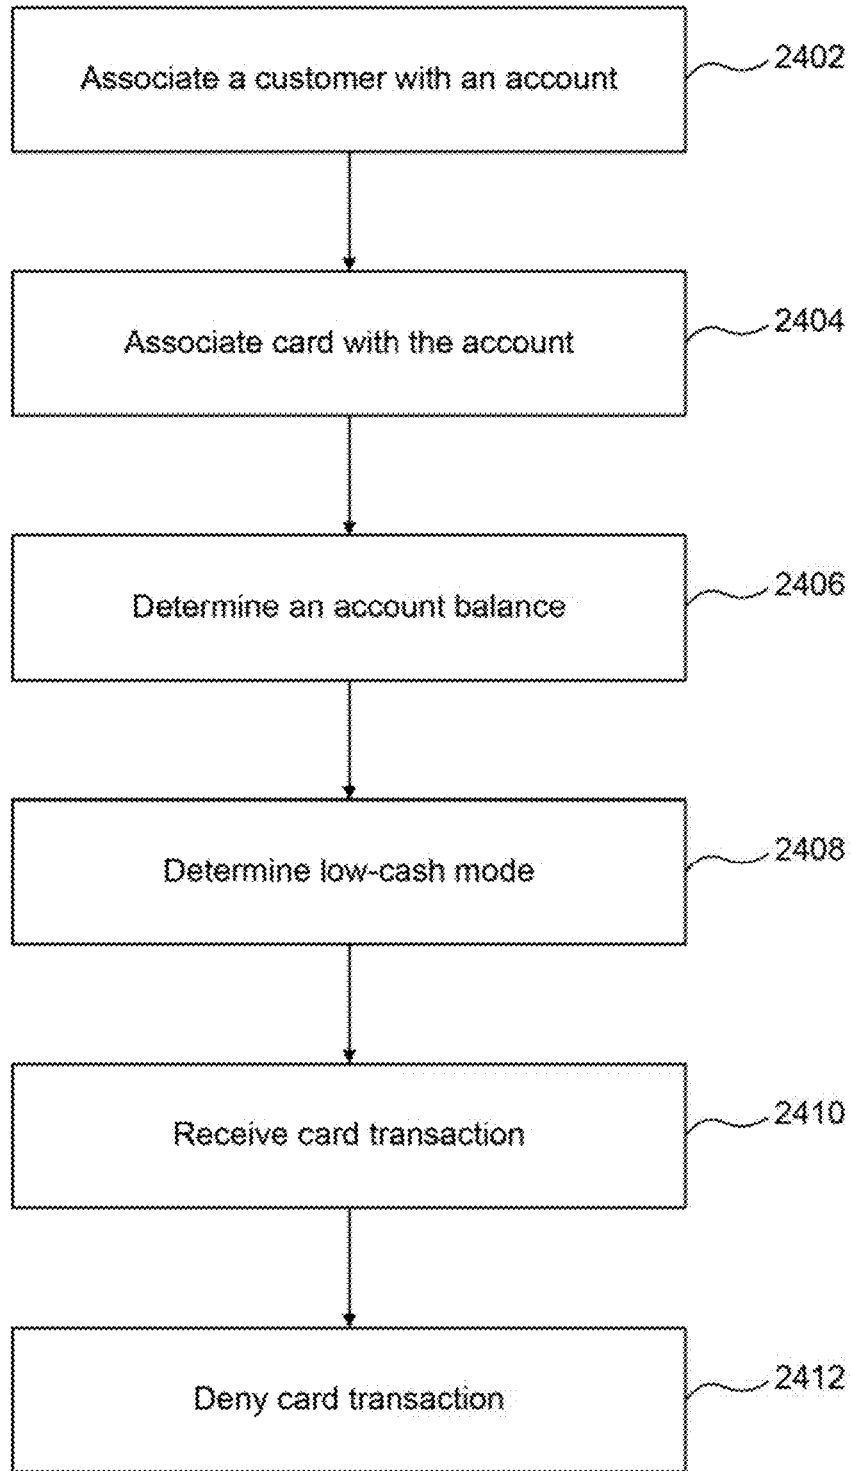 Associate a customer with an account
2402
Associate card with the account
2404
Determine an account balance
2406
Determine low-cash mode
2408
Receive card transaction
2410
Deny card transaction
2412